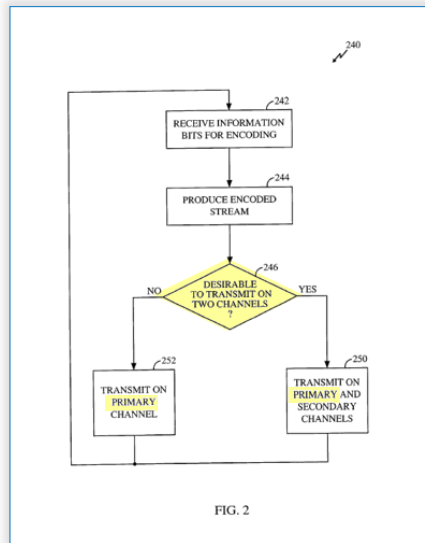 240
242
RECEIVE INFORMATION
BITS FOR ENCODING
244
PRODUCE ENCODED
STREAM
246
DESIRABLE
TO TRANSMIT ON
TWO CHANNELS
?
NO
YES
252
TRANSMIT ON
PRIMARY
CHANNEL
250
TRANSMIT ON
PRIMARY AND
SECONDARY
CHANNELS
FIG. 2